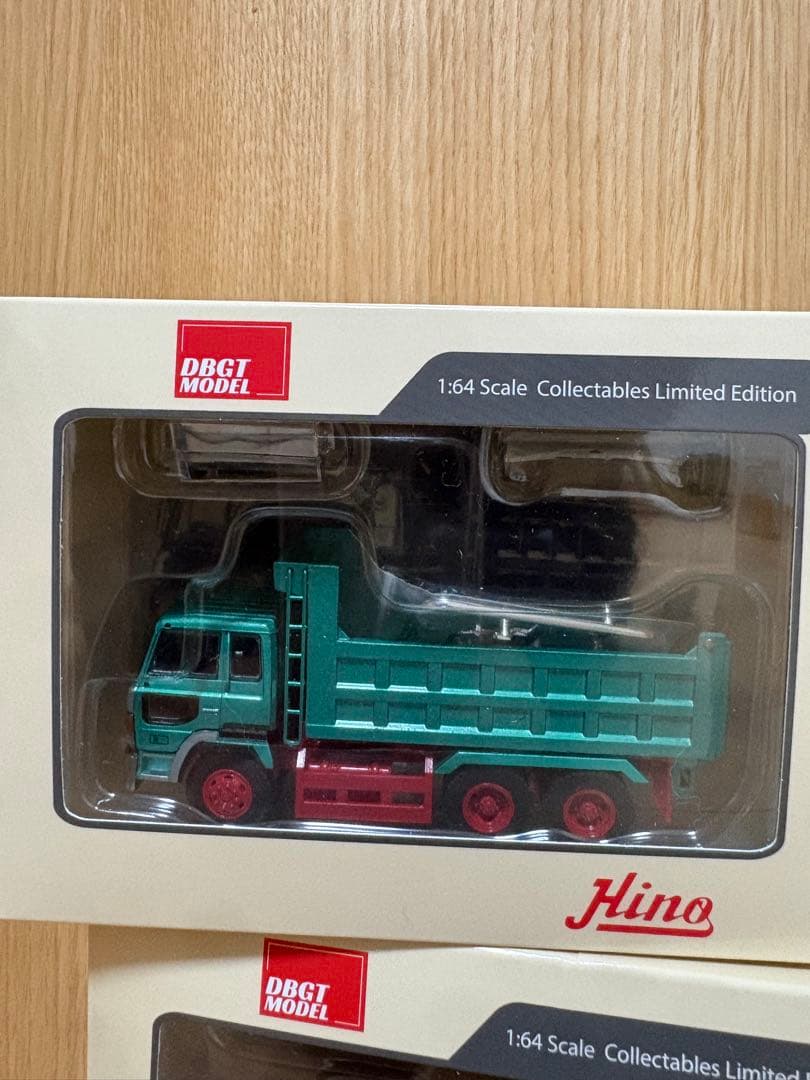 DBGT
MODEL
1:64 Scale Collectables Limited Edition
Hino
DBGT
MODEL
1:64 Scale Collectables Limited